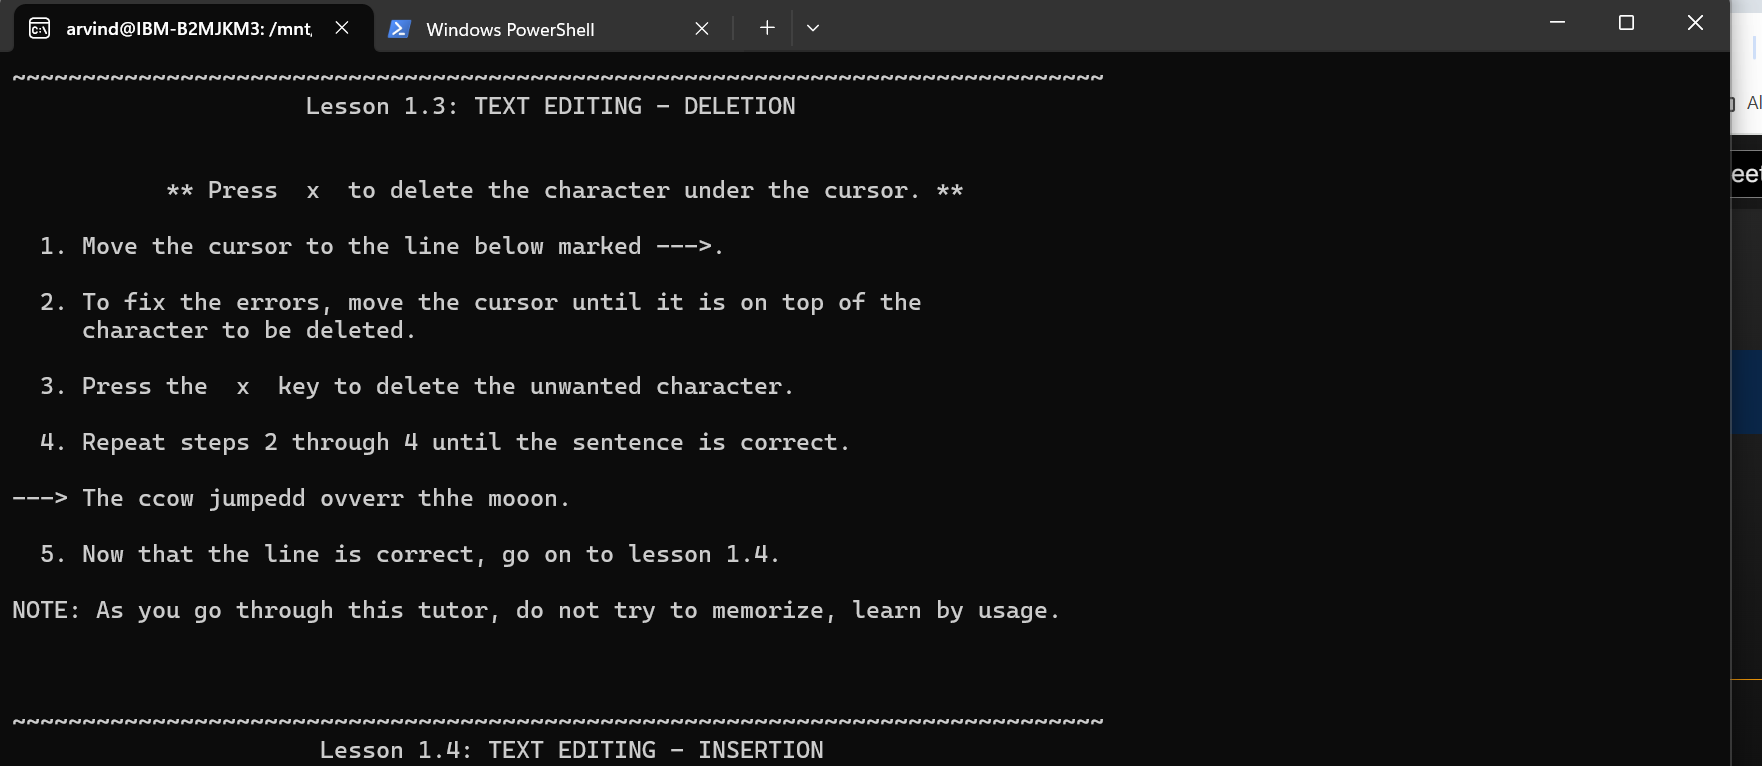 arvind@IBM-B2MJKM3: /mnt,
Windows PowerShell
~~~~~~~~~~~~~~~~~~~~~~~~~~~~~~~~~~~~~~~~~~~~~~~~~~~~~~~~~~~~~~~~~~~~~~~~~~~~~~
Lesson 1.3: TEXT EDITING - DELETION
** Press  x  to delete the character under the cursor. **
1. Move the cursor to the line below marked --->.
2. To fix the errors, move the cursor until it is on top of the
character to be deleted.
3. Press the  x  key to delete the unwanted character.
4. Repeat steps 2 through 4 until the sentence is correct.
---> The ccow jumpedd ovverr thhe mooon.
5. Now that the line is correct, go on to lesson 1.4.
NOTE: As you go through this tutor, do not try to memorize, learn by usage.
~~~~~~~~~~~~~~~~~~~~~~~~~~~~~~~~~~~~~~~~~~~~~~~~~~~~~~~~~~~~~~~~~~~~~~~~~~~~~~
Lesson 1.4: TEXT EDITING - INSERTION